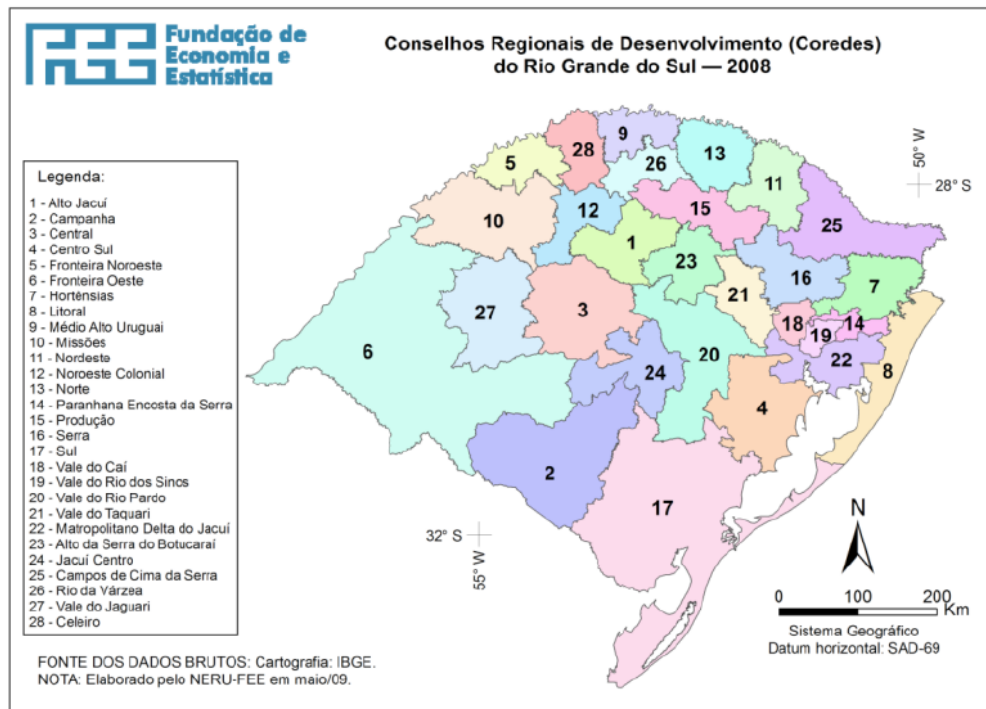 FEE
Fundação de
Economia e
Estatística
Conselhos Regionais de Desenvolvimento (Coredes)
do Rio Grande do Sul — 2008
50° W
28° S
Legenda:
1 - Alto Jacuí
2 - Campanha
3 - Central
4 - Centro Sul
5 - Fronteira Noroeste
6 - Fronteira Oeste
7 - Hortênsias
8 - Litoral
9 - Médio Alto Uruguai
10 - Missões
11 - Nordeste
12 - Noroeste Colonial
13 - Norte
14 - Paranhana Encosta da Serra
15 - Produção
16 - Serra
17 - Sul
18 - Vale do Caí
19 - Vale do Rio dos Sinos
20 - Vale do Rio Pardo
21 - Vale do Taquari
22 - Matropolitano Delta do Jacuí
23 - Alto da Serra do Botucaraí
24 - Jacuí Centro
25 - Campos de Cima da Serra
26 - Rio da Várzea
27 - Vale do Jaguari
28 - Celeiro
9
28
13
5
26
11
10
12
15
25
1
23
16
7
21
27
3
18
14
19
6
20
22
24
8
4
2
17
32° S
55° W
N
0 100 200
Km
Sistema Geográfico
Datum horizontal: SAD-69
FONTE DOS DADOS BRUTOS: Cartografia: IBGE.
NOTA: Elaborado pelo NERU-FEE em maio/09.